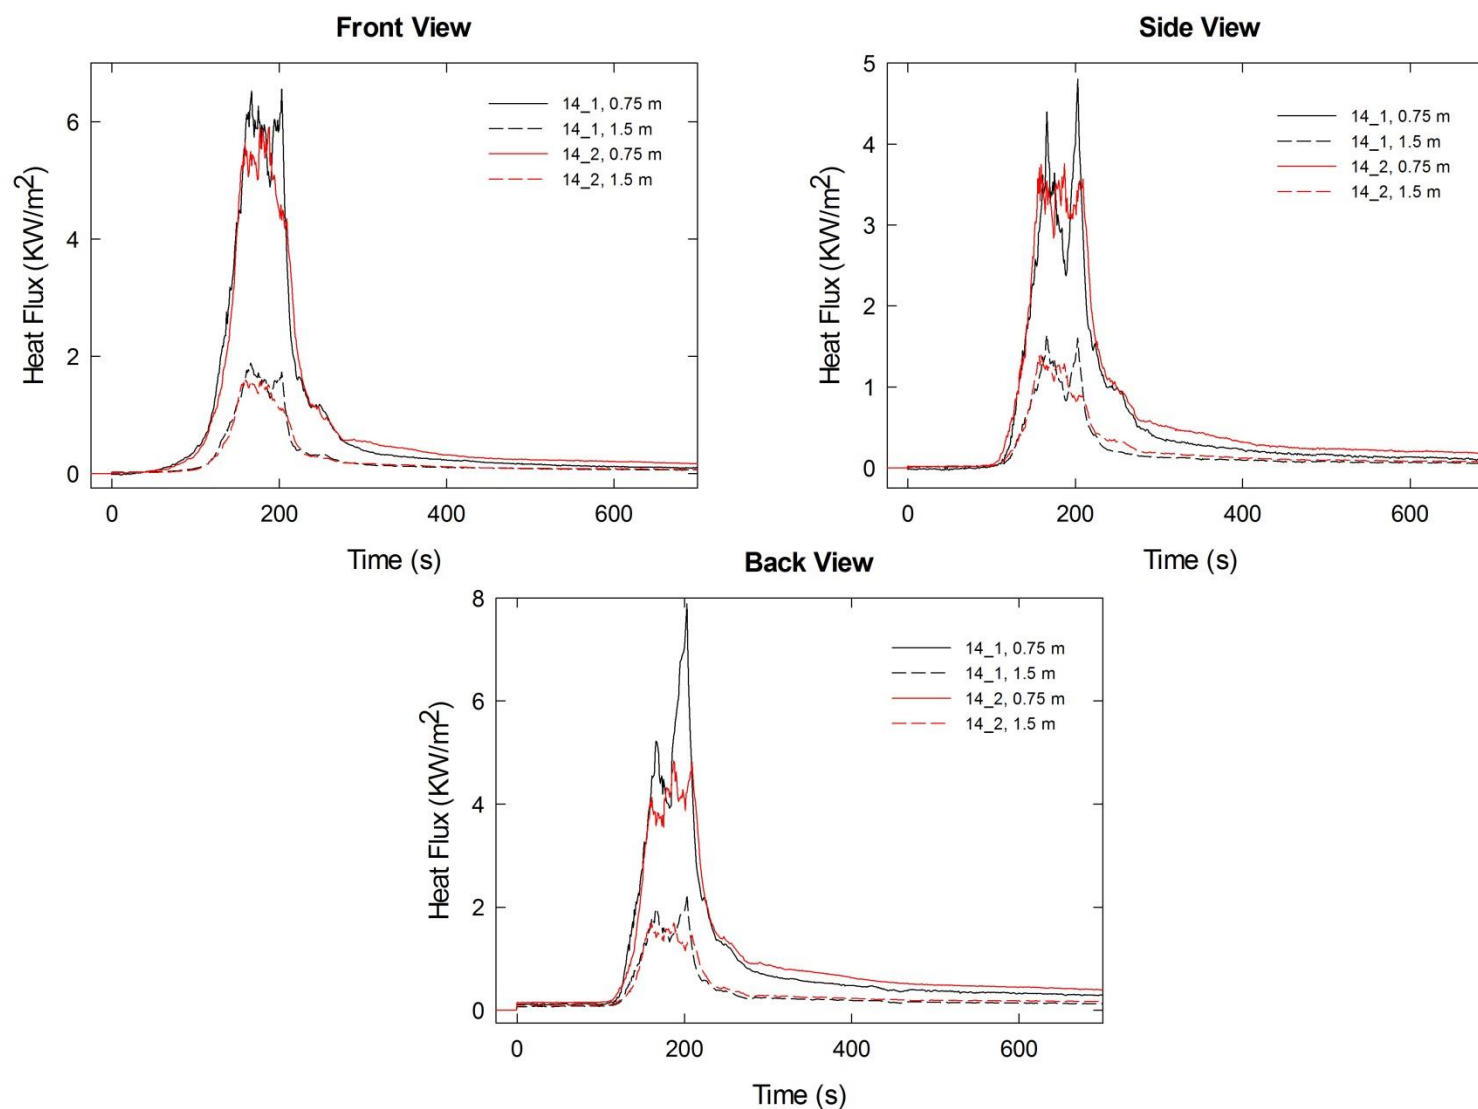 Front View
Heat Flux (KW/m²)
6
4
2
0
14_1, 0.75 m
14_1, 1.5 m
14_2, 0.75 m
14_2, 1.5 m
0 200 400 600
Time (s)
Side View
Heat Flux (KW/m²)
5
4
3
2
1
0
14_1, 0.75 m
14_1, 1.5 m
14_2, 0.75 m
14_2, 1.5 m
0 200 400 600
Time (s)
Back View
Heat Flux (KW/m²)
8
6
4
2
0
14_1, 0.75 m
14_1, 1.5 m
14_2, 0.75 m
14_2, 1.5 m
0 200 400 600
Time (s)